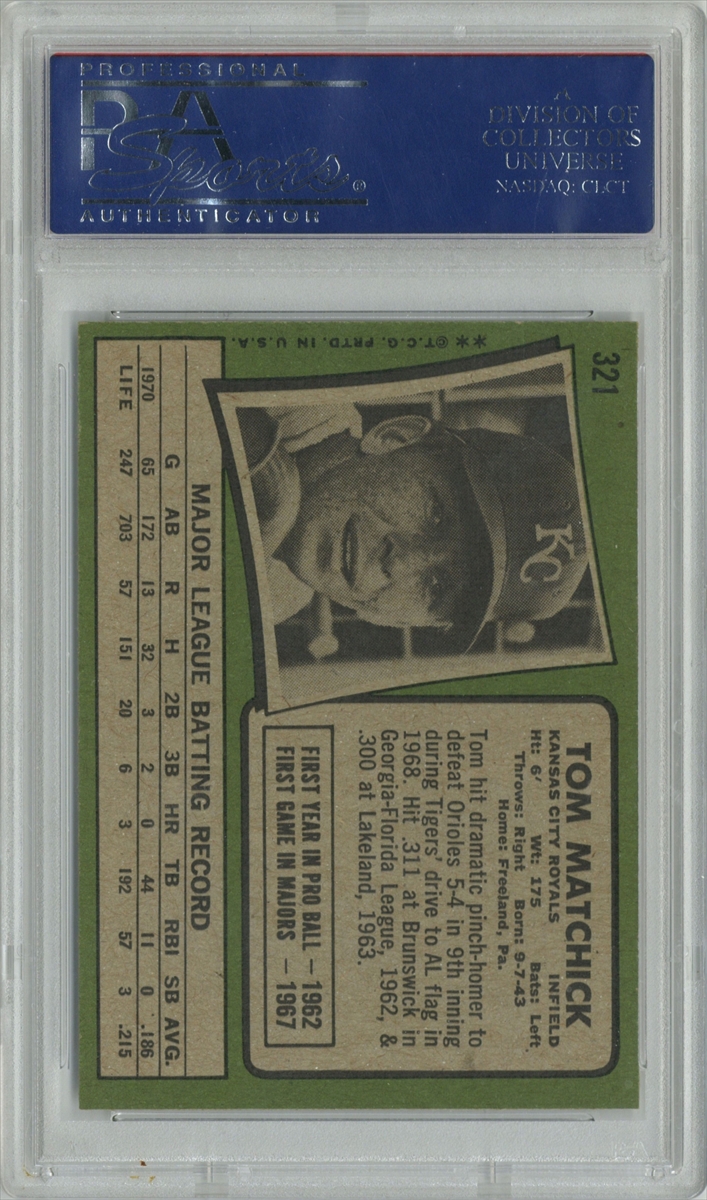 PROFESSIONAL
PSA
Sports®
AUTHENTICATOR
A
DIVISION OF
COLLECTORS
UNIVERSE
NASDAQ: CLCT
321
** ©T.C.G. PRTD. IN U.S.A.
KC
TOM MATCHICK
KANSAS CITY ROYALS INFIELD
Ht: 6' Wt: 175 Bats: Left
Throws: Right Born: 9-7-43
Home: Freeland, Pa.
Tom hit dramatic pinch-homer to
defeat Orioles 5-4 in 9th inning
during Tigers' drive to AL flag in
1968. Hit .311 at Brunswick in
Georgia-Florida League, 1962, &
.300 at Lakeland, 1963.
FIRST YEAR IN PRO BALL — 1962
FIRST GAME IN MAJORS — 1967
MAJOR LEAGUE BATTING RECORD
G AB R H 2B 3B HR TB RBI SB AVG.
1970 65 172 13 32 3 2 0 44 11 0 .186
LIFE 247 703 57 151 20 6 3 192 57 3 .215